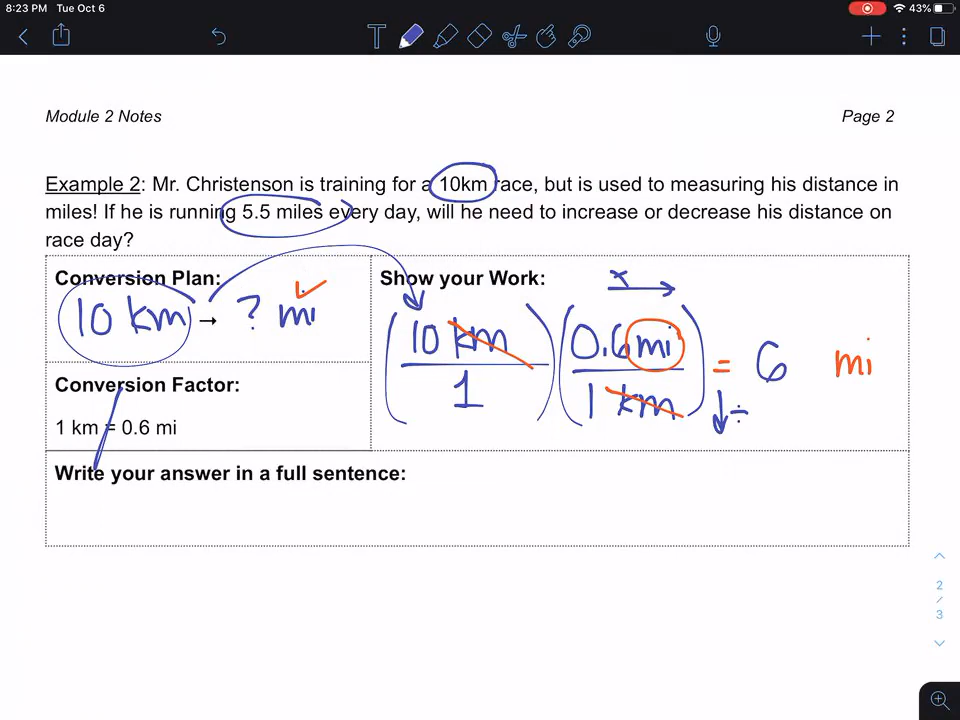 8:23 PM Tue Oct 6 43%
T
Module 2 Notes Page 2
Example 2: Mr. Christenson is training for a 10km race, but is used to measuring his distance in
miles! If he is running 5.5 miles every day, will he need to increase or decrease his distance on
race day?
Conversion Plan:
10 km → ? mi
Conversion Factor:
1 km = 0.6 mi
Show your Work:
x
(10 km / 1) (0.6 mi / 1 km) = 6 mi
÷
Write your answer in a full sentence:
2
/
3